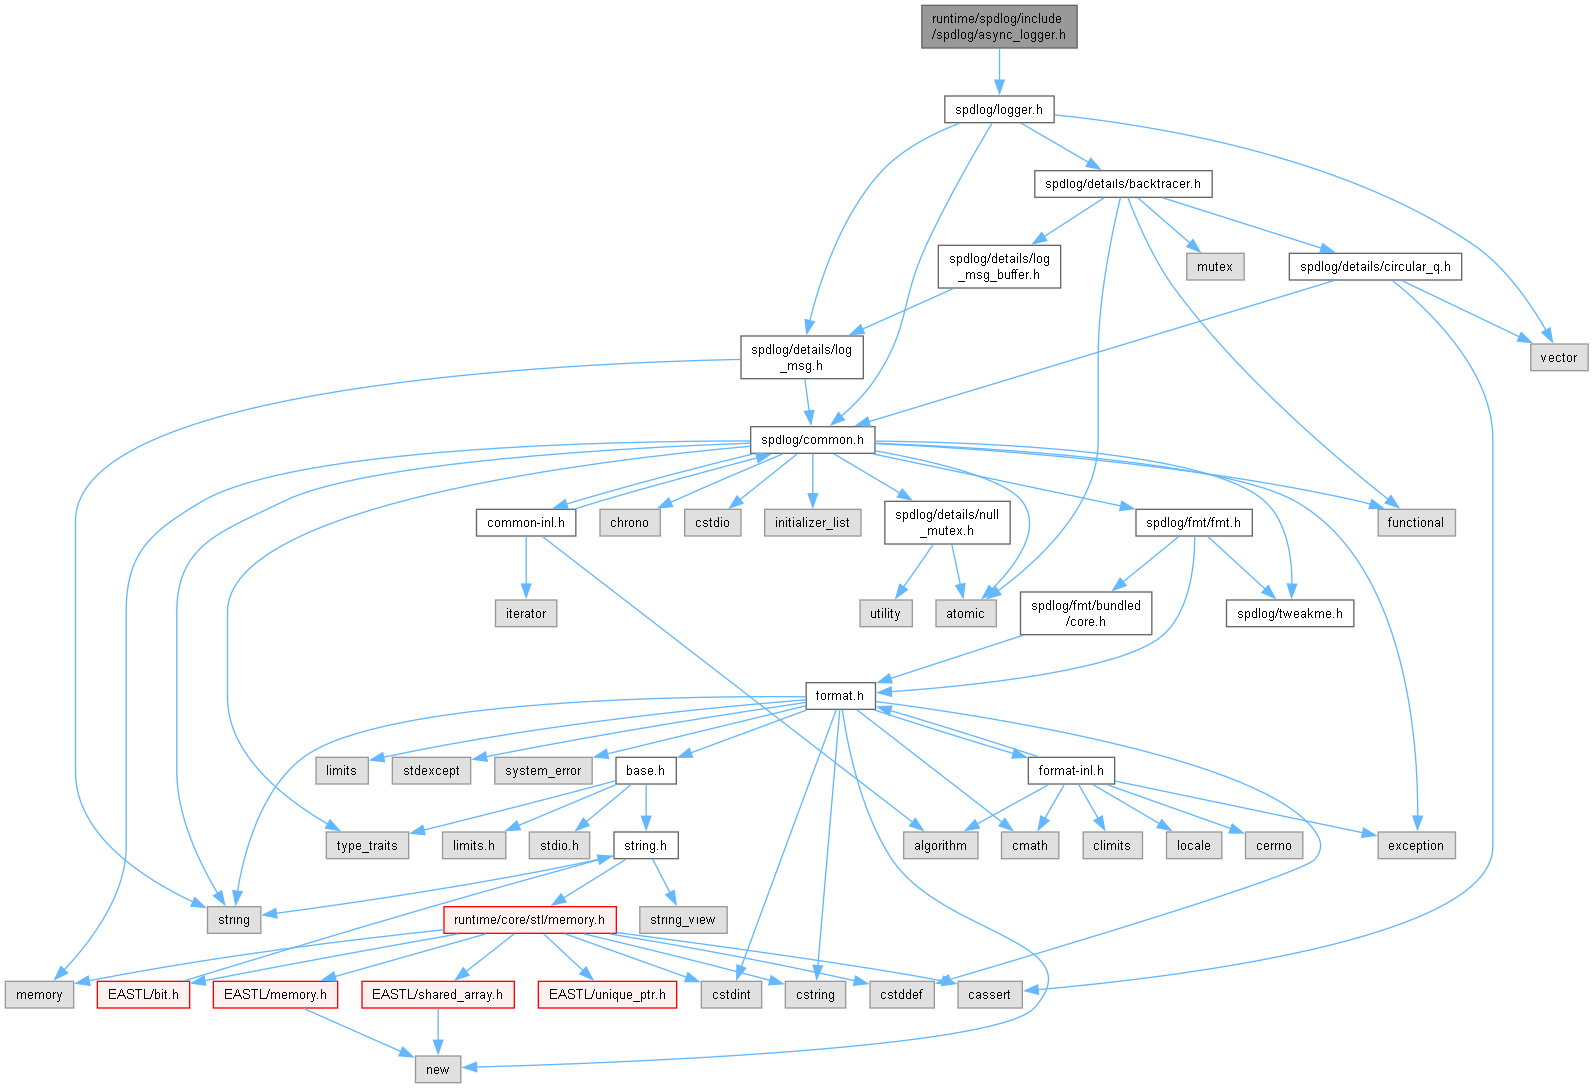 runtime/spdlog/include
/spdlog/async_logger.h
spdlog/logger.h
spdlog/details/backtracer.h
spdlog/details/log
_msg_buffer.h
mutex
spdlog/details/circular_q.h
spdlog/details/log
_msg.h
vector
spdlog/common.h
common-inl.h
chrono
cstdio
initializer_list
spdlog/details/null
_mutex.h
spdlog/fmt/fmt.h
functional
iterator
utility
atomic
spdlog/fmt/bundled
/core.h
spdlog/tweakme.h
format.h
limits
stdexcept
system_error
base.h
format-inl.h
type_traits
limits.h
stdio.h
string.h
algorithm
cmath
climits
locale
cerrno
exception
string
runtime/core/stl/memory.h
string_view
memory
EASTL/bit.h
EASTL/memory.h
EASTL/shared_array.h
EASTL/unique_ptr.h
cstdint
cstring
cstddef
cassert
new